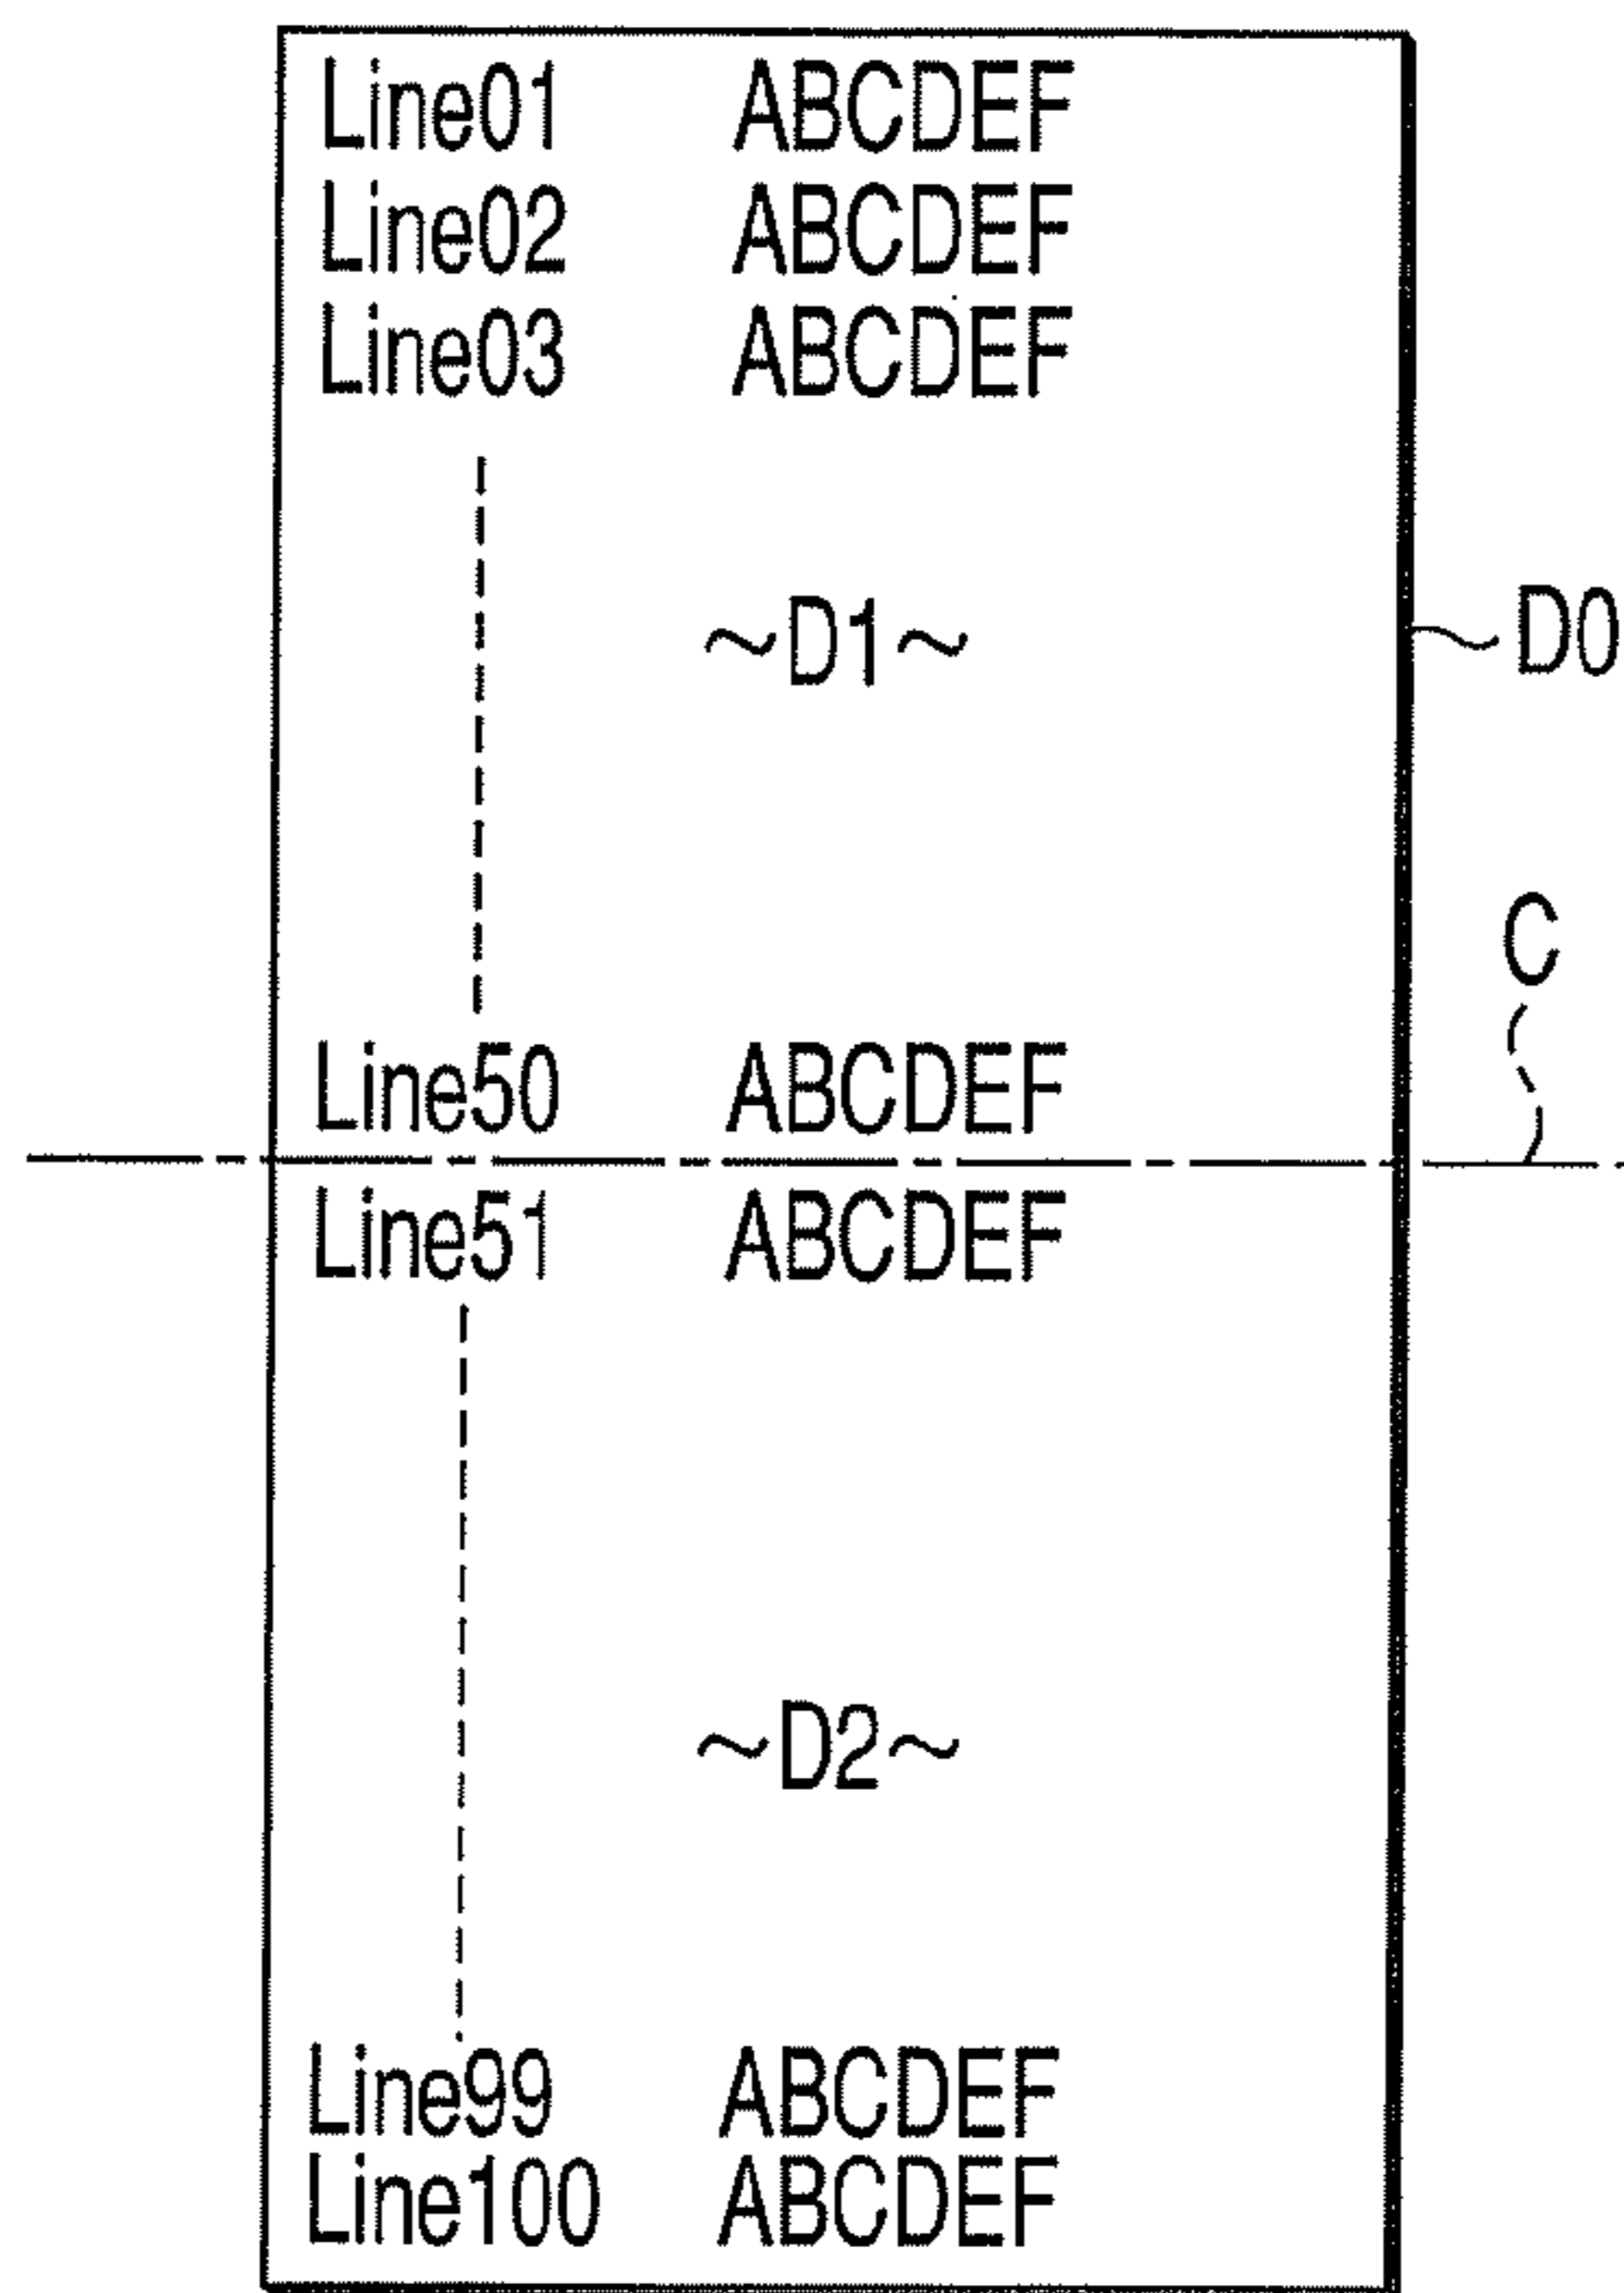 Line01 ABCDEF
Line02 ABCDEF
Line03 ABCDEF
~D1~ ~D0
C
Line50 ABCDEF
Line51 ABCDEF
~D2~
Line99 ABCDEF
Line100 ABCDEF